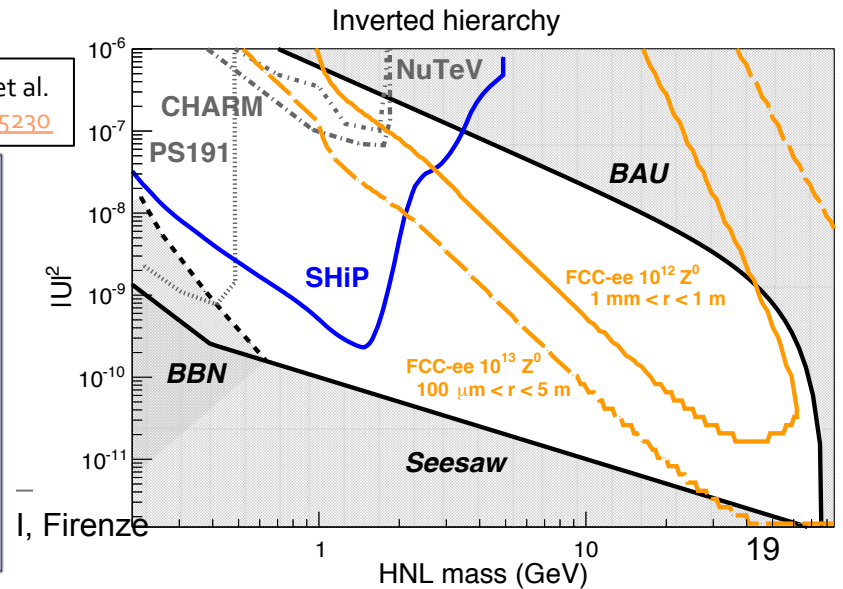 Inverted hierarchy
et al.
5230
10-6
10-7
10-8
10-9
10-10
10-11
|U|2
NuTeV
CHARM
PS191
BAU
SHiP
FCC-ee 1012 Z0
1 mm < r < 1 m
FCC-ee 1013 Z0
100 μm < r < 5 m
BBN
Seesaw
I, Firenze
1
10
19
HNL mass (GeV)